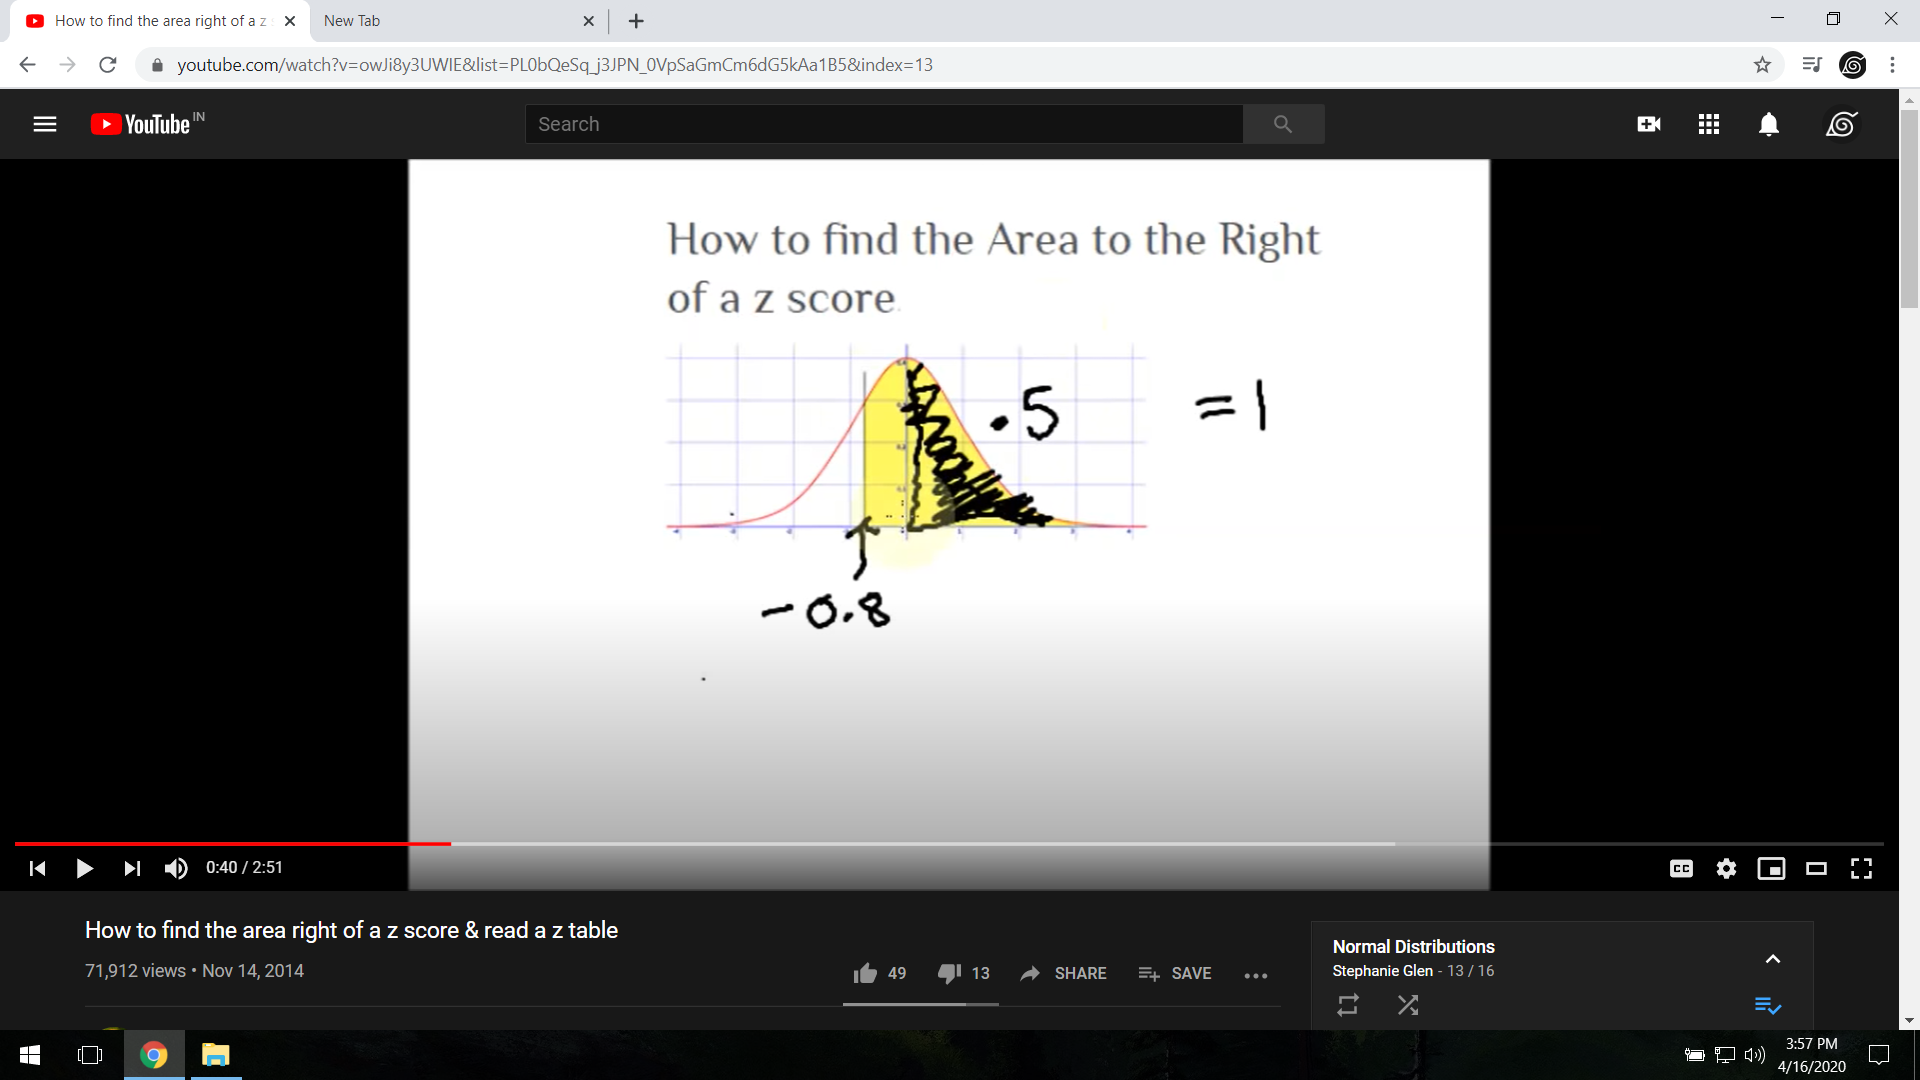 How to find the area right of a z s
New Tab
youtube.com/watch?v=owJi8y3UWIE&list=PL0bQeSq_j3JPN_0VpSaGmCm6dG5kAa1B5&index=13
YouTube IN
Search
How to find the Area to the Right
of a z score.
.5
=1
-0.8
0:40 / 2:51
CC
How to find the area right of a z score & read a z table
71,912 views • Nov 14, 2014
49
13
SHARE
SAVE
Normal Distributions
Stephanie Glen - 13 / 16
3:57 PM
4/16/2020